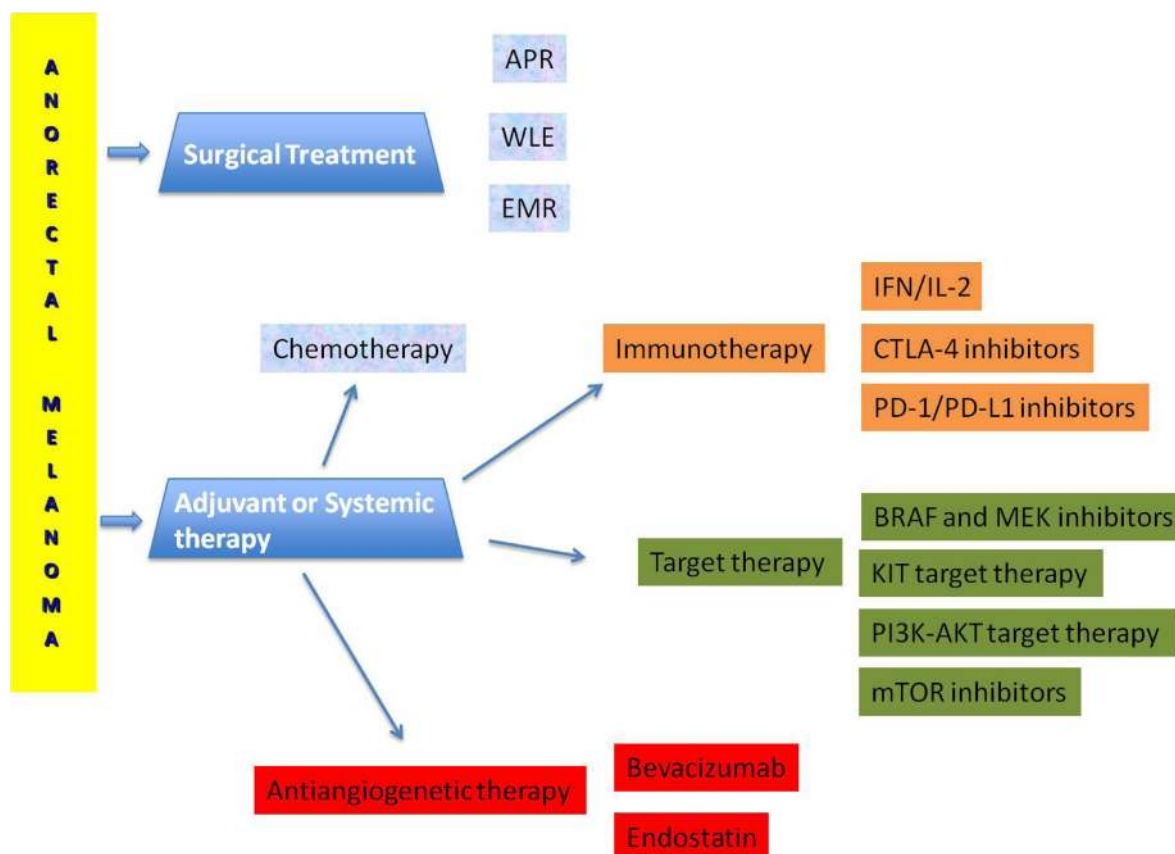 ANORECTAL MELANOMA
APR
Surgical Treatment
WLE
EMR
IFN/IL-2
Chemotherapy
Immunotherapy
CTLA-4 inhibitors
PD-1/PD-L1 inhibitors
Adjuvant or Systemic
therapy
BRAF and MEK inhibitors
Target therapy
KIT target therapy
PI3K-AKT target therapy
mTOR inhibitors
Bevacizumab
Antiangiogenetic therapy
Endostatin